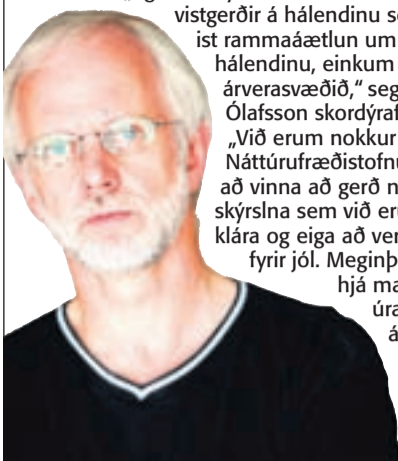 vistgerðir á hálendinu
ist rammaáætlun um
hálendinu, einkum
árverasvæðið,“ seg
Ólafsson skordýraf
„Við erum nokkur
Náttúrufræðistofnu
að vinna að gerð n
skýrslna sem við eru
klára og eiga að ver
fyrir jól. Meginþ
hjá ma
úra
á